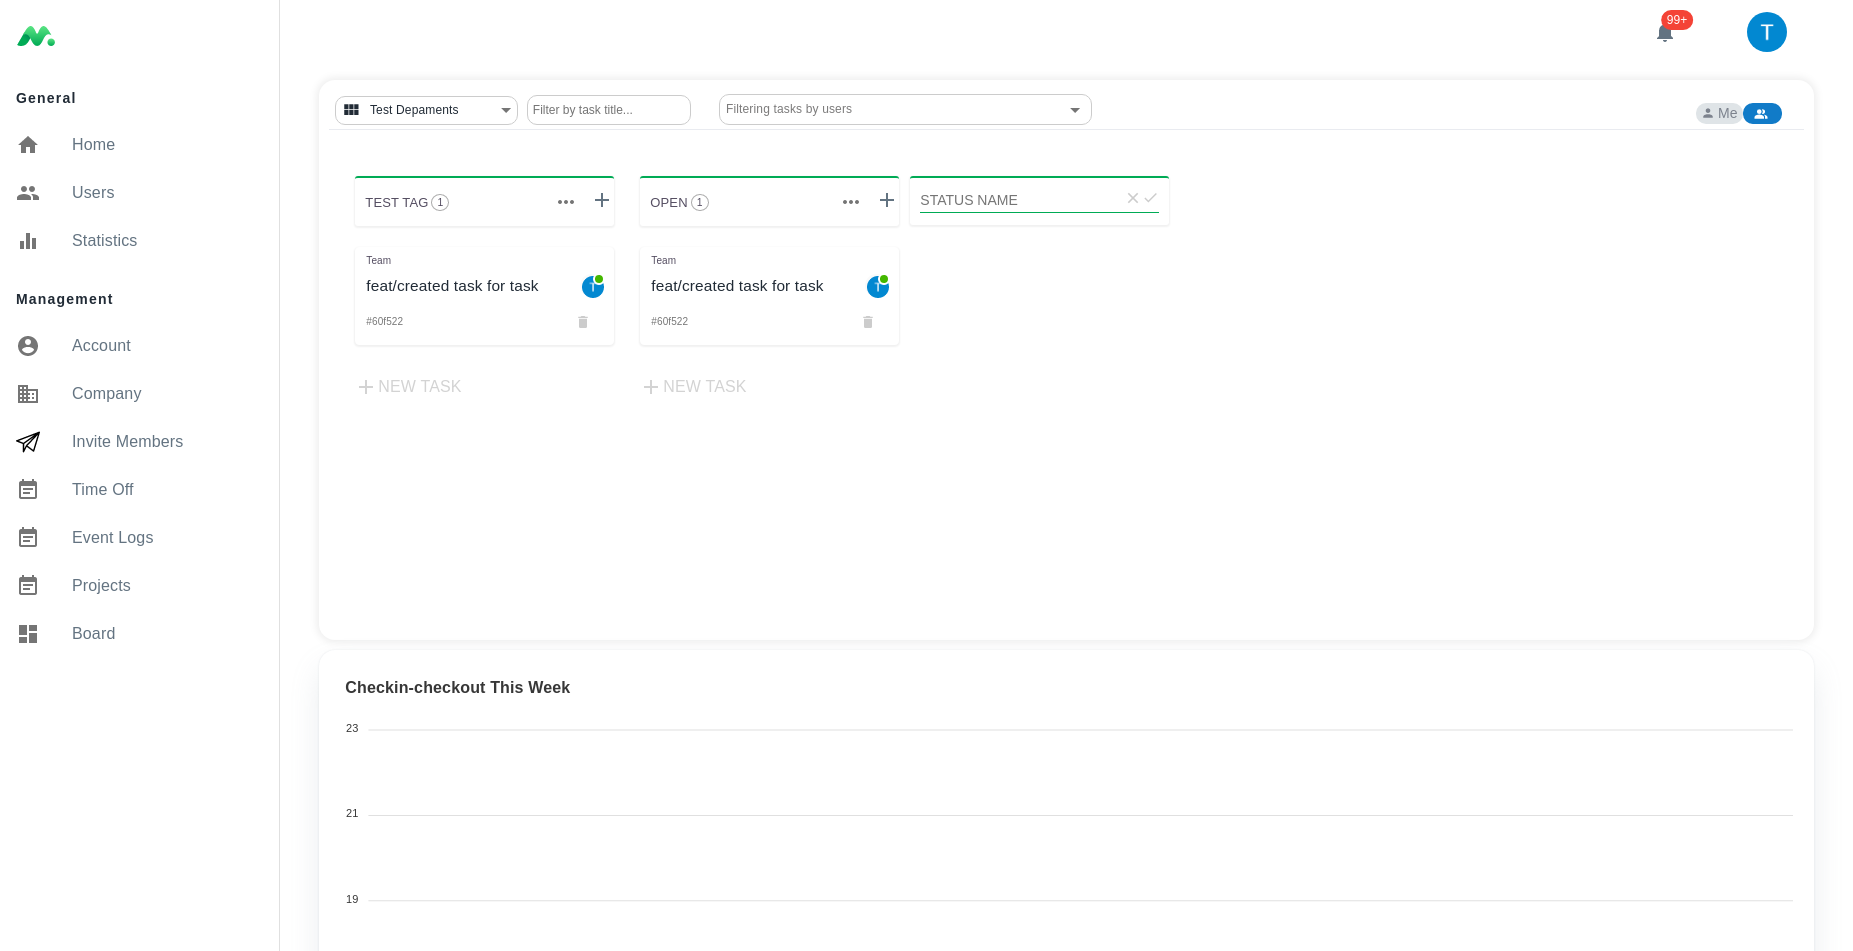 99+
T
General
Home
Users
Statistics
Management
Account
Company
Invite Members
Time Off
Event Logs
Projects
Board
Test Depaments
Filter by task title...
Filtering tasks by users
Me
TEST TAG 1
OPEN 1
STATUS NAME
Team
feat/created task for task
T
#60f522
NEW TASK
Team
feat/created task for task
T
#60f522
NEW TASK
Checkin-checkout This Week
23
21
19